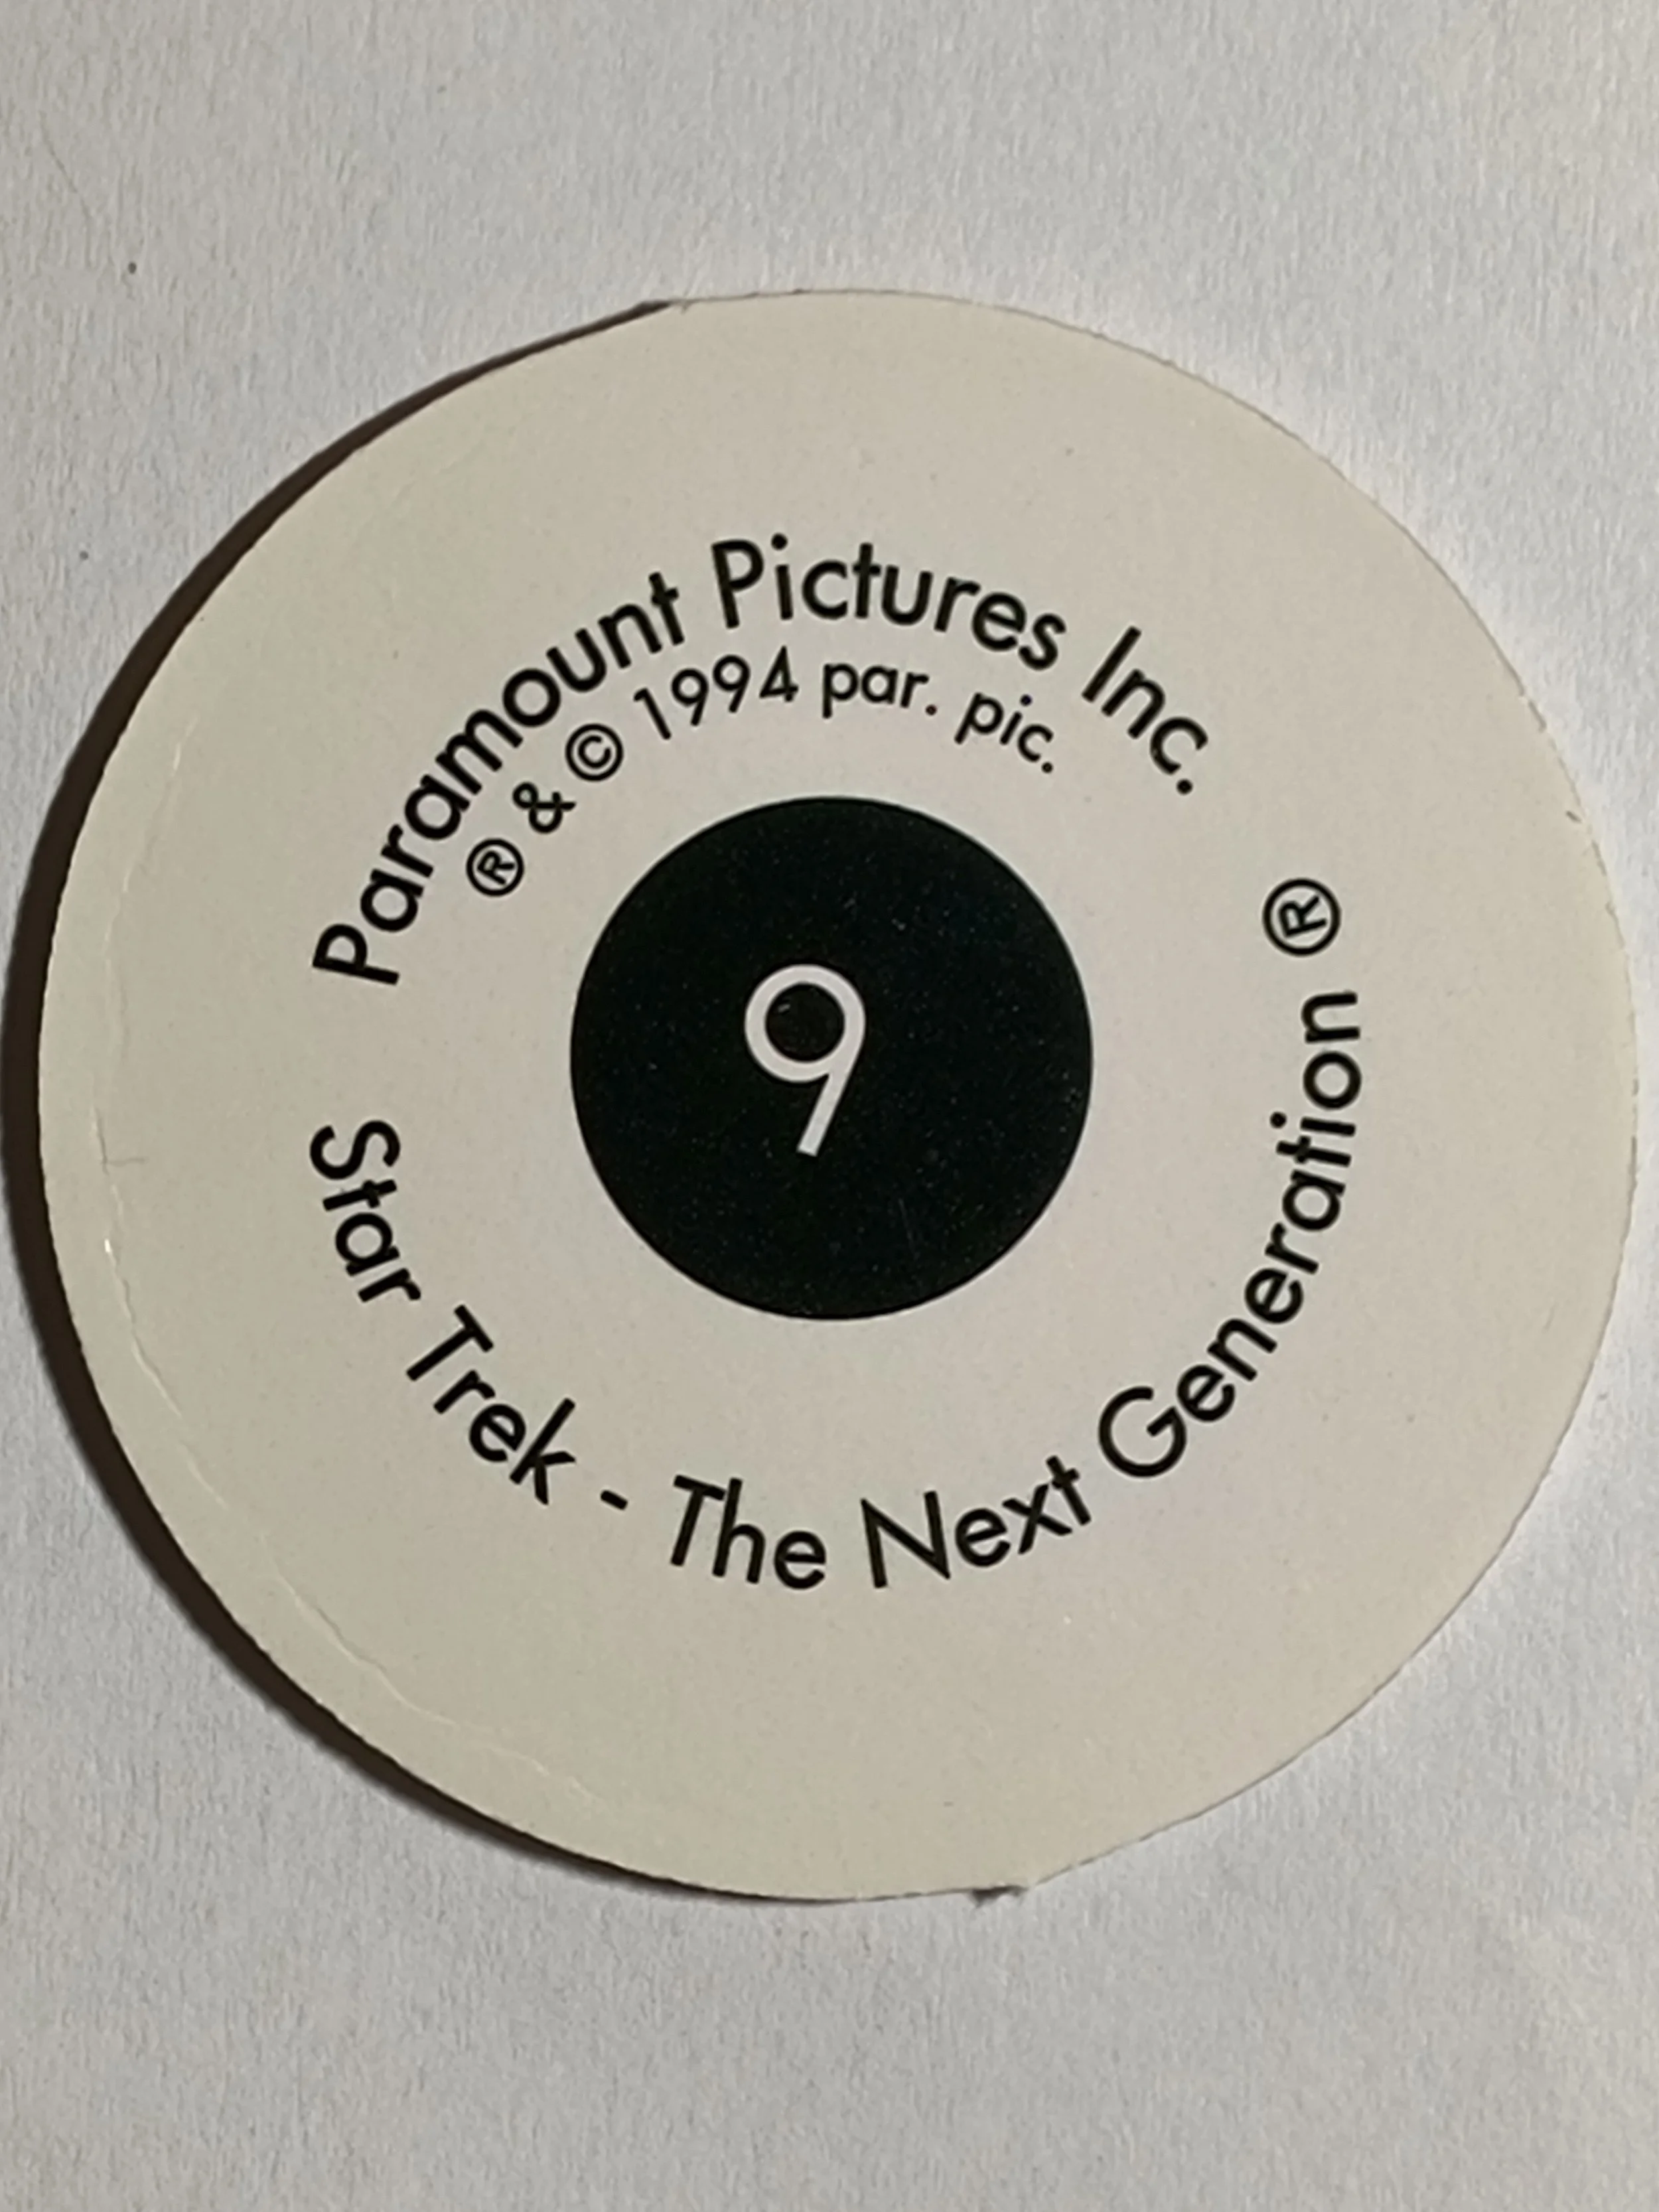 Paramount Pictures Inc.
® & © 1994 par. pic.
9
Star Trek - The Next Generation ®